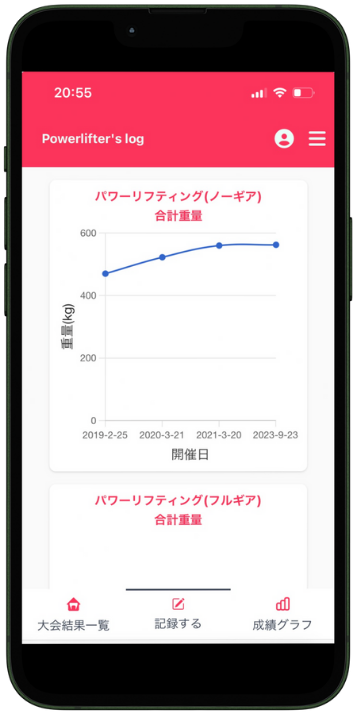 20:55
Powerlifter's log
パワーリフティング(ノーギア)
合計重量
600
400
200
0
重量(kg)
2019-2-25 2020-3-21 2021-3-20 2023-9-23
開催日
パワーリフティング(フルギア)
合計重量
大会結果一覧 記録する 成績グラフ